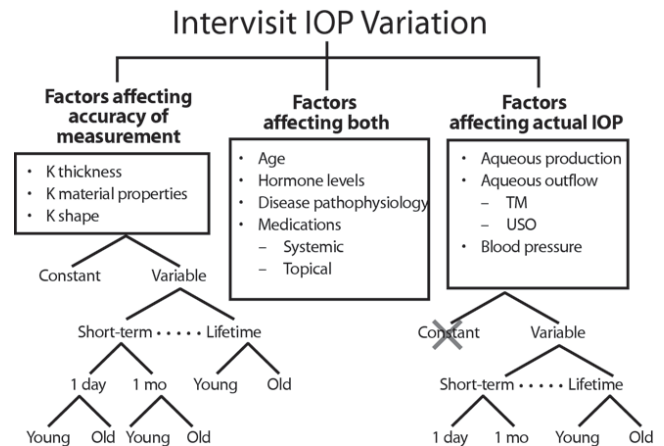 Intervisit IOP Variation
Factors affecting
accuracy of
measurement
• K thickness
• K material properties
• K shape
Constant Variable
Short-term Lifetime
1 day 1 mo Young Old
Young Old Young Old
Factors
affecting both
• Age
• Hormone levels
• Disease pathophysiology
• Medications
– Systemic
– Topical
Factors
affecting actual IOP
• Aqueous production
• Aqueous outflow
– TM
– USO
• Blood pressure
Constant Variable
Short-term Lifetime
1 day 1 mo Young Old